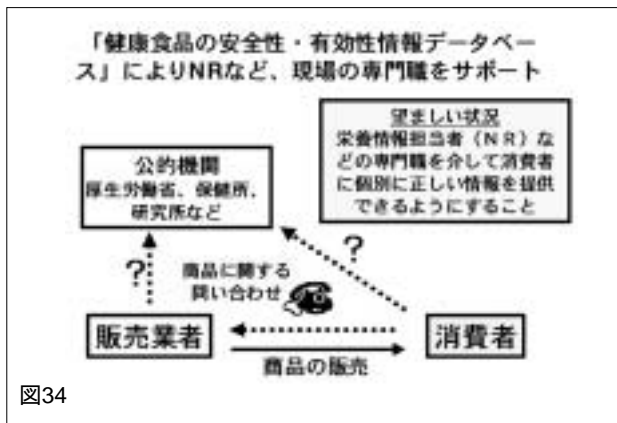 「健康食品の安全性・有効性情報データベー
ス」によりNRなど、現場の専門職をサポート
望ましい状況
栄養情報担当者（ＮＲ）な
どの専門職を介して消費者
に個別に正しい情報を提供
できるようにすること
公的機関
厚生労働省、保健所、
研究所など
?
?
商品に関する
問い合わせ
販売業者
消費者
商品の販売
図34